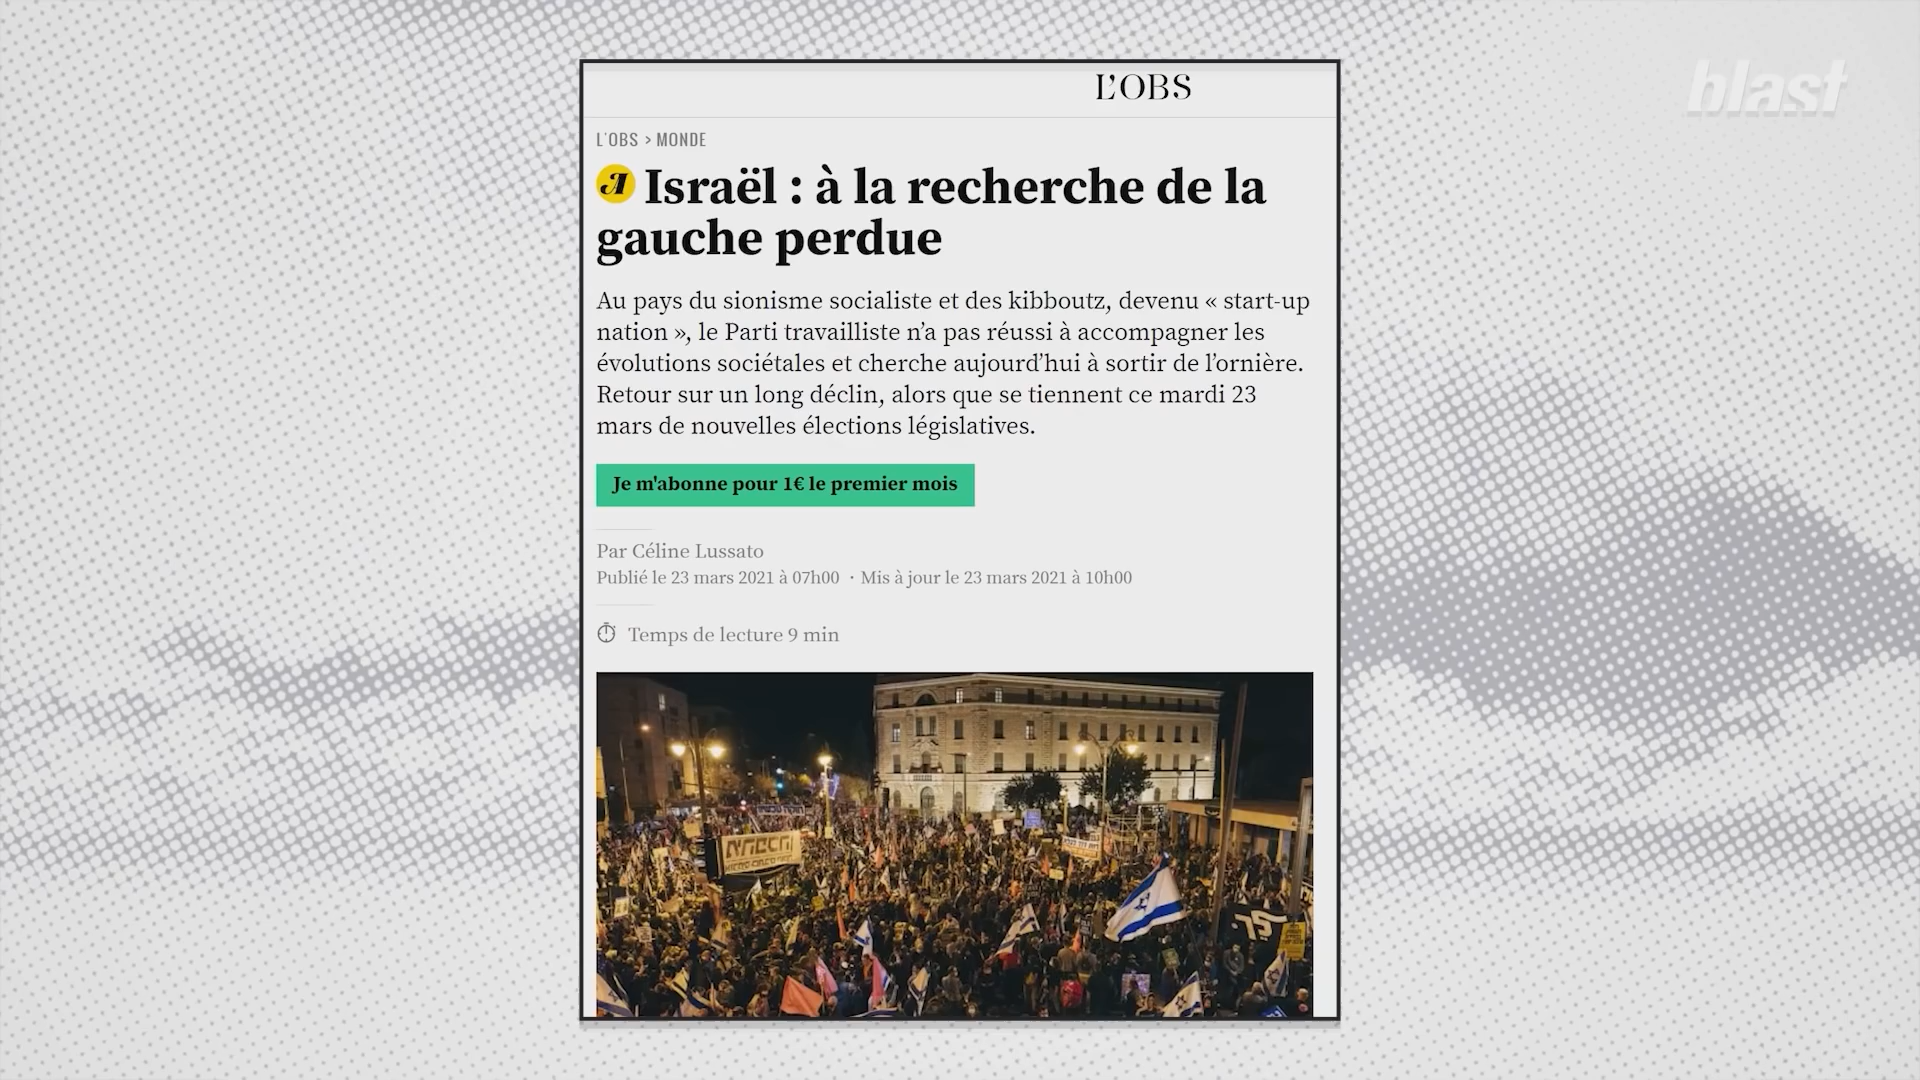 blast
L'OBS
L'OBS > MONDE
Israël : à la recherche de la
gauche perdue
Au pays du sionisme socialiste et des kibboutz, devenu « start-up
nation », le Parti travailliste n’a pas réussi à accompagner les
évolutions sociétales et cherche aujourd’hui à sortir de l’ornière.
Retour sur un long déclin, alors que se tiennent ce mardi 23
mars de nouvelles élections législatives.
Je m'abonne pour 1€ le premier mois
Par Céline Lussato
Publié le 23 mars 2021 à 07h00 · Mis à jour le 23 mars 2021 à 10h00
Temps de lecture 9 min